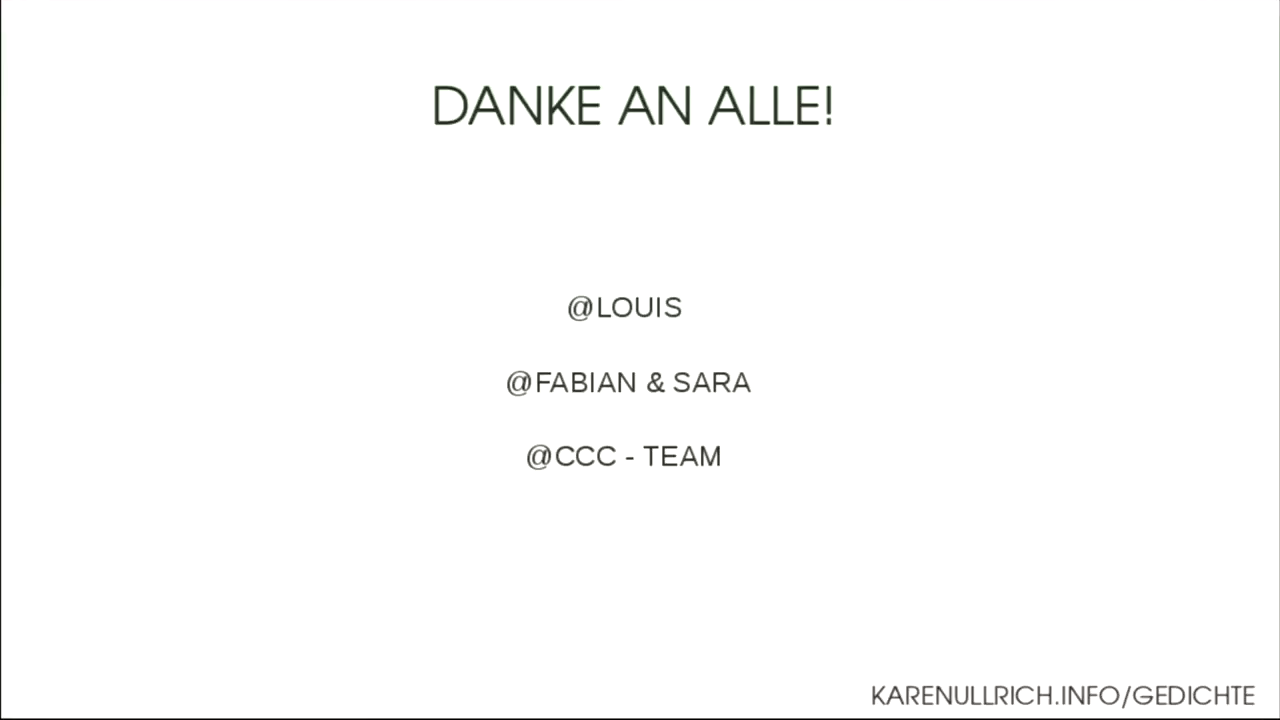 DANKE AN ALLE!
@LOUIS
@FABIAN & SARA
@CCC - TEAM
KARENULLRICH.INFO/GEDICHTE